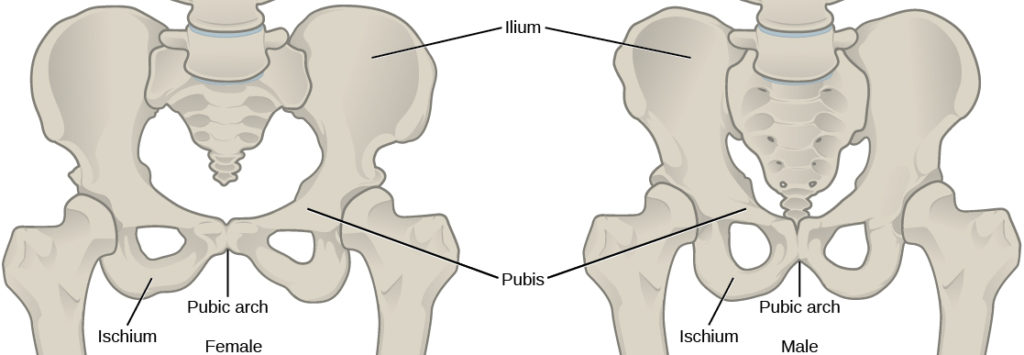 Ilium
Pubis
Pubic arch
Pubic arch
Ischium
Ischium
Female
Male